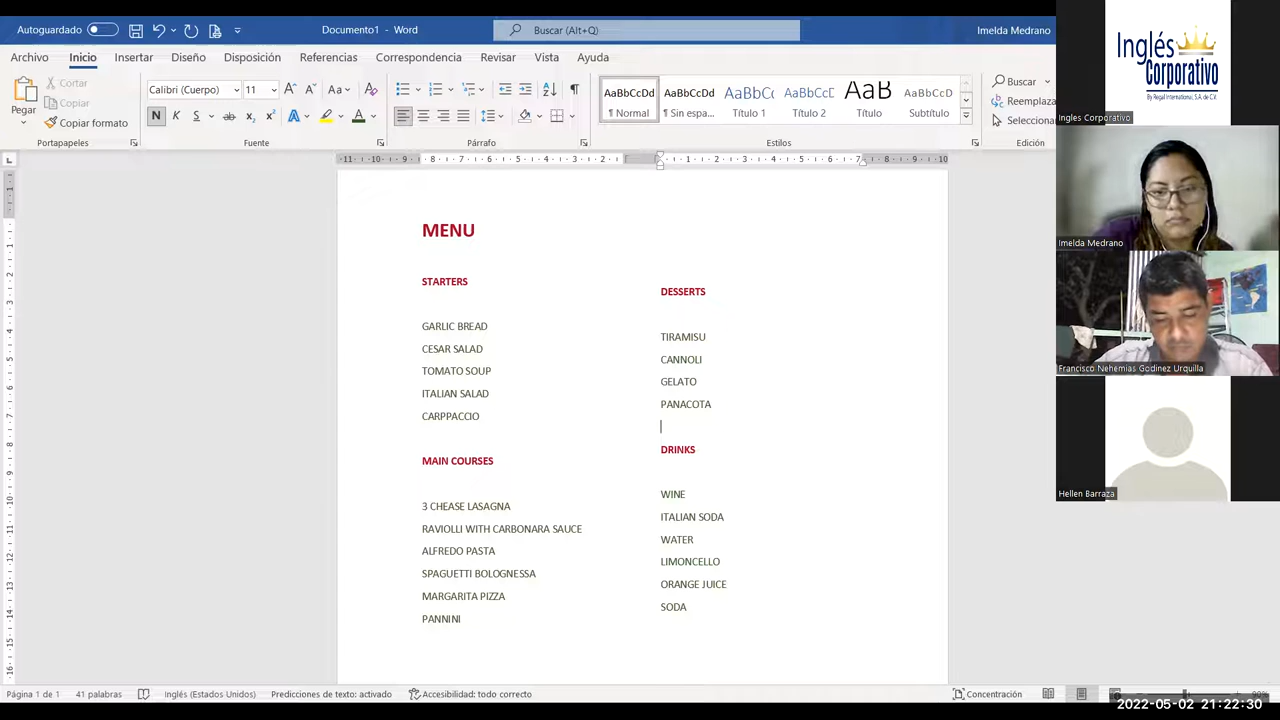 Autoguardado
Documento1 - Word
Buscar (Alt+Q)
Imelda Medrano
Archivo
Inicio
Insertar
Diseño
Disposición
Referencias
Correspondencia
Revisar
Vista
Ayuda
Pegar
Cortar
Copiar
Copiar formato
Portapapeles
Calibri (Cuerpo)
11
Fuente
Párrafo
AaBbCcDd
¶ Normal
AaBbCcDd
¶ Sin espa...
AaBbCc
Título 1
AaBbCcD
Título 2
AaB
Título
AaBbCcD
Subtítulo
Estilos
Buscar
Reemplaza
Selecciona
Edición
MENU
STARTERS
GARLIC BREAD
CESAR SALAD
TOMATO SOUP
ITALIAN SALAD
CARPPACCIO
MAIN COURSES
3 CHEASE LASAGNA
RAVIOLLI WITH CARBONARA SAUCE
ALFREDO PASTA
SPAGUETTI BOLOGNESSA
MARGARITA PIZZA
PANNINI
DESSERTS
TIRAMISU
CANNOLI
GELATO
PANACOTA
DRINKS
WINE
ITALIAN SODA
WATER
LIMONCELLO
ORANGE JUICE
SODA
Página 1 de 1
41 palabras
Inglés (Estados Unidos)
Predicciones de texto: activado
Accesibilidad: todo correcto
Concentración
Inglés
Corporativo
By Regal International, S.A. de C.V.
Ingles Corporativo
Imelda Medrano
Francisco Nehemias Godinez Urquilla
Hellen Barraza
2022-05-02 21:22:30